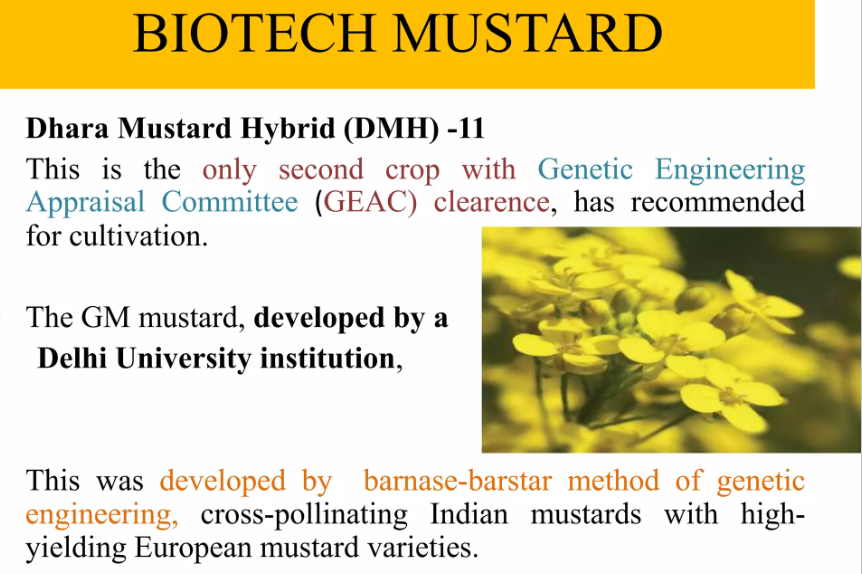 BIOTECH MUSTARD
Dhara Mustard Hybrid (DMH) -11
This is the only second crop with Genetic Engineering
Appraisal Committee (GEAC) clearence, has recommended
for cultivation.
The GM mustard, developed by a
Delhi University institution,
This was developed by barnase-barstar method of genetic
engineering, cross-pollinating Indian mustards with high-
yielding European mustard varieties.